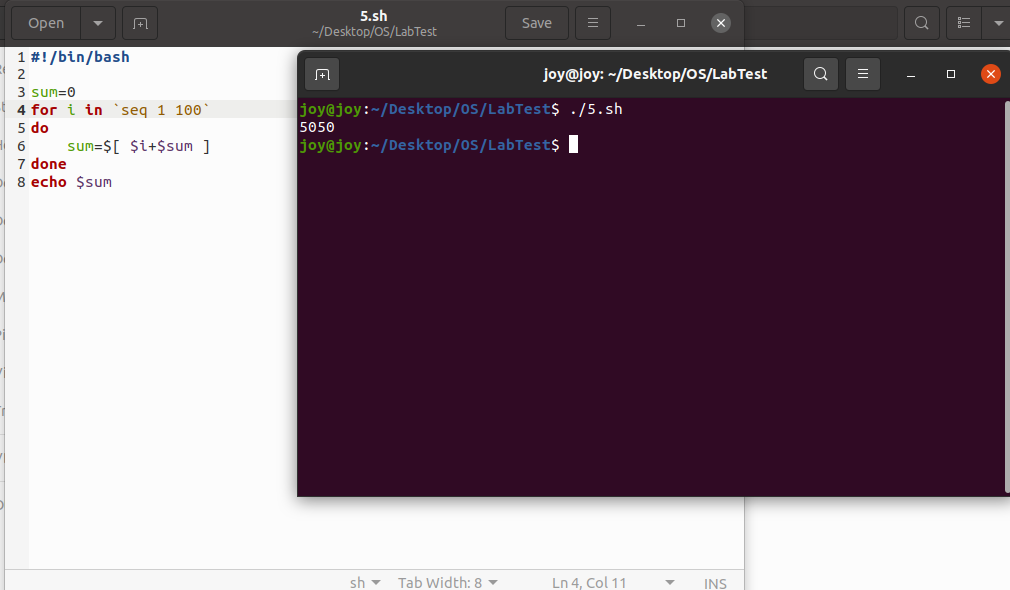 Open
5.sh
~/Desktop/OS/LabTest
Save
1 #!/bin/bash
2
3 sum=0
4 for i in `seq 1 100`
5 do
6     sum=$[ $i+$sum ]
7 done
8 echo $sum
joy@joy: ~/Desktop/OS/LabTest
joy@joy:~/Desktop/OS/LabTest$ ./5.sh
5050
joy@joy:~/Desktop/OS/LabTest$
sh Tab Width: 8 Ln 4, Col 11 INS